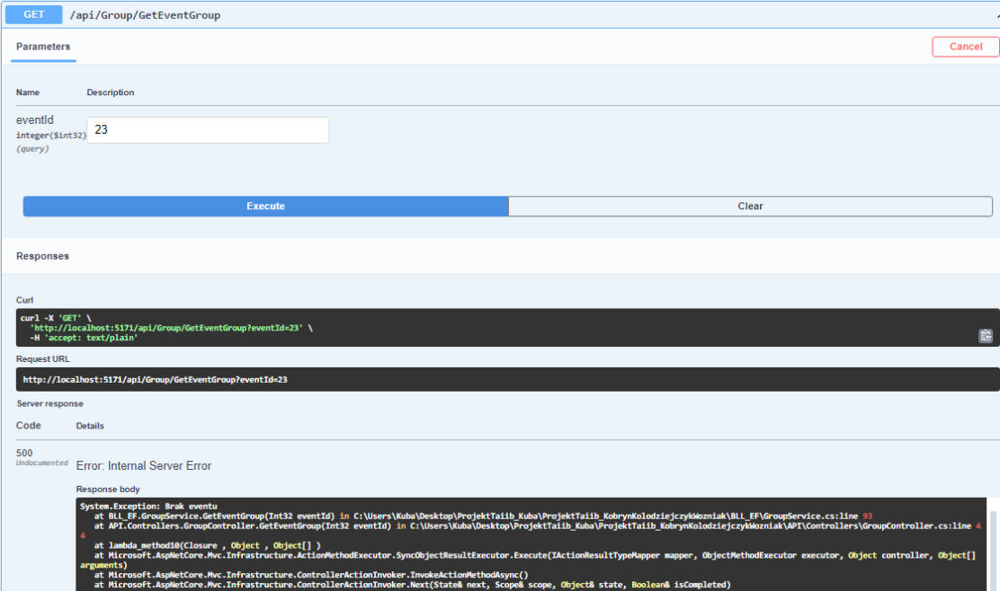 GET /api/Group/GetEventGroup
Parameters
Cancel
Name Description
eventId
integer($int32)
(query)
23
Execute
Clear
Responses
Curl
curl -X 'GET' \
'http://localhost:5171/api/Group/GetEventGroup?eventId=23' \
-H 'accept: text/plain'
Request URL
http://localhost:5171/api/Group/GetEventGroup?eventId=23
Server response
Code Details
500
Undocumented
Error: Internal Server Error
Response body
System.Exception: Brak eventu
at BLL_EF.GroupService.GetEventGroup(Int32 eventId) in C:\Users\Kuba\Desktop\ProjektTaiib_Kuba\ProjektTaiib_KobrynKolodziejczykWozniak\BLL_EF\GroupService.cs:line 93
at API.Controllers.GroupController.GetEventGroup(Int32 eventId) in C:\Users\Kuba\Desktop\ProjektTaiib_Kuba\ProjektTaiib_KobrynKolodziejczykWozniak\API\Controllers\GroupController.cs:line 4
4
at lambda_method10(Closure , Object , Object[] )
at Microsoft.AspNetCore.Mvc.Infrastructure.ActionMethodExecutor.SyncObjectResultExecutor.Execute(IActionResultTypeMapper mapper, ObjectMethodExecutor executor, Object controller, Object[]
arguments)
at Microsoft.AspNetCore.Mvc.Infrastructure.ControllerActionInvoker.InvokeActionMethodAsync()
at Microsoft.AspNetCore.Mvc.Infrastructure.ControllerActionInvoker.Next(State& next, Scope& scope, Object& state, Boolean& isCompleted)